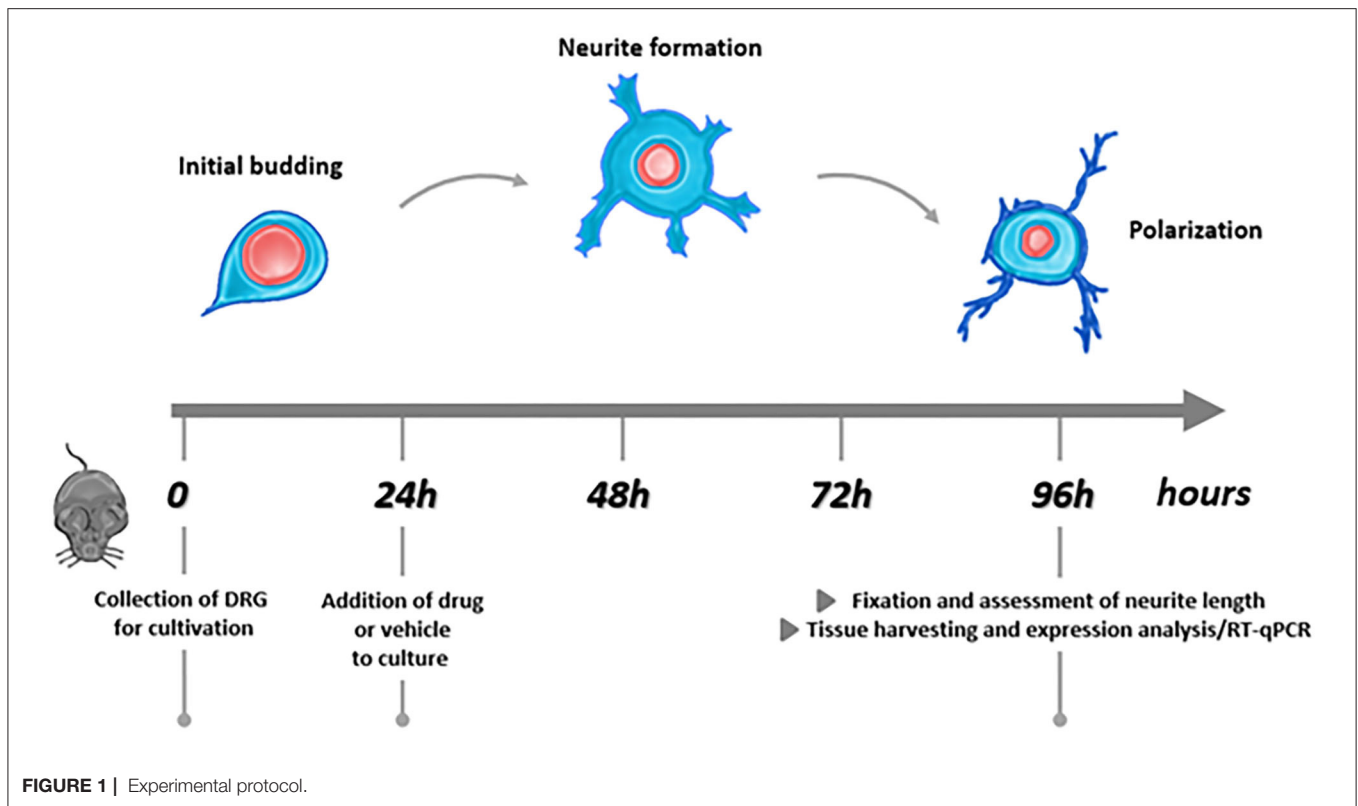 Neurite formation
Initial budding
Polarization
0
24h
48h
72h
96h
hours
Collection of DRG
for cultivation
Addition of drug
or vehicle
to culture
Fixation and assessment of neurite length
Tissue harvesting and expression analysis/RT-qPCR
FIGURE 1 | Experimental protocol.